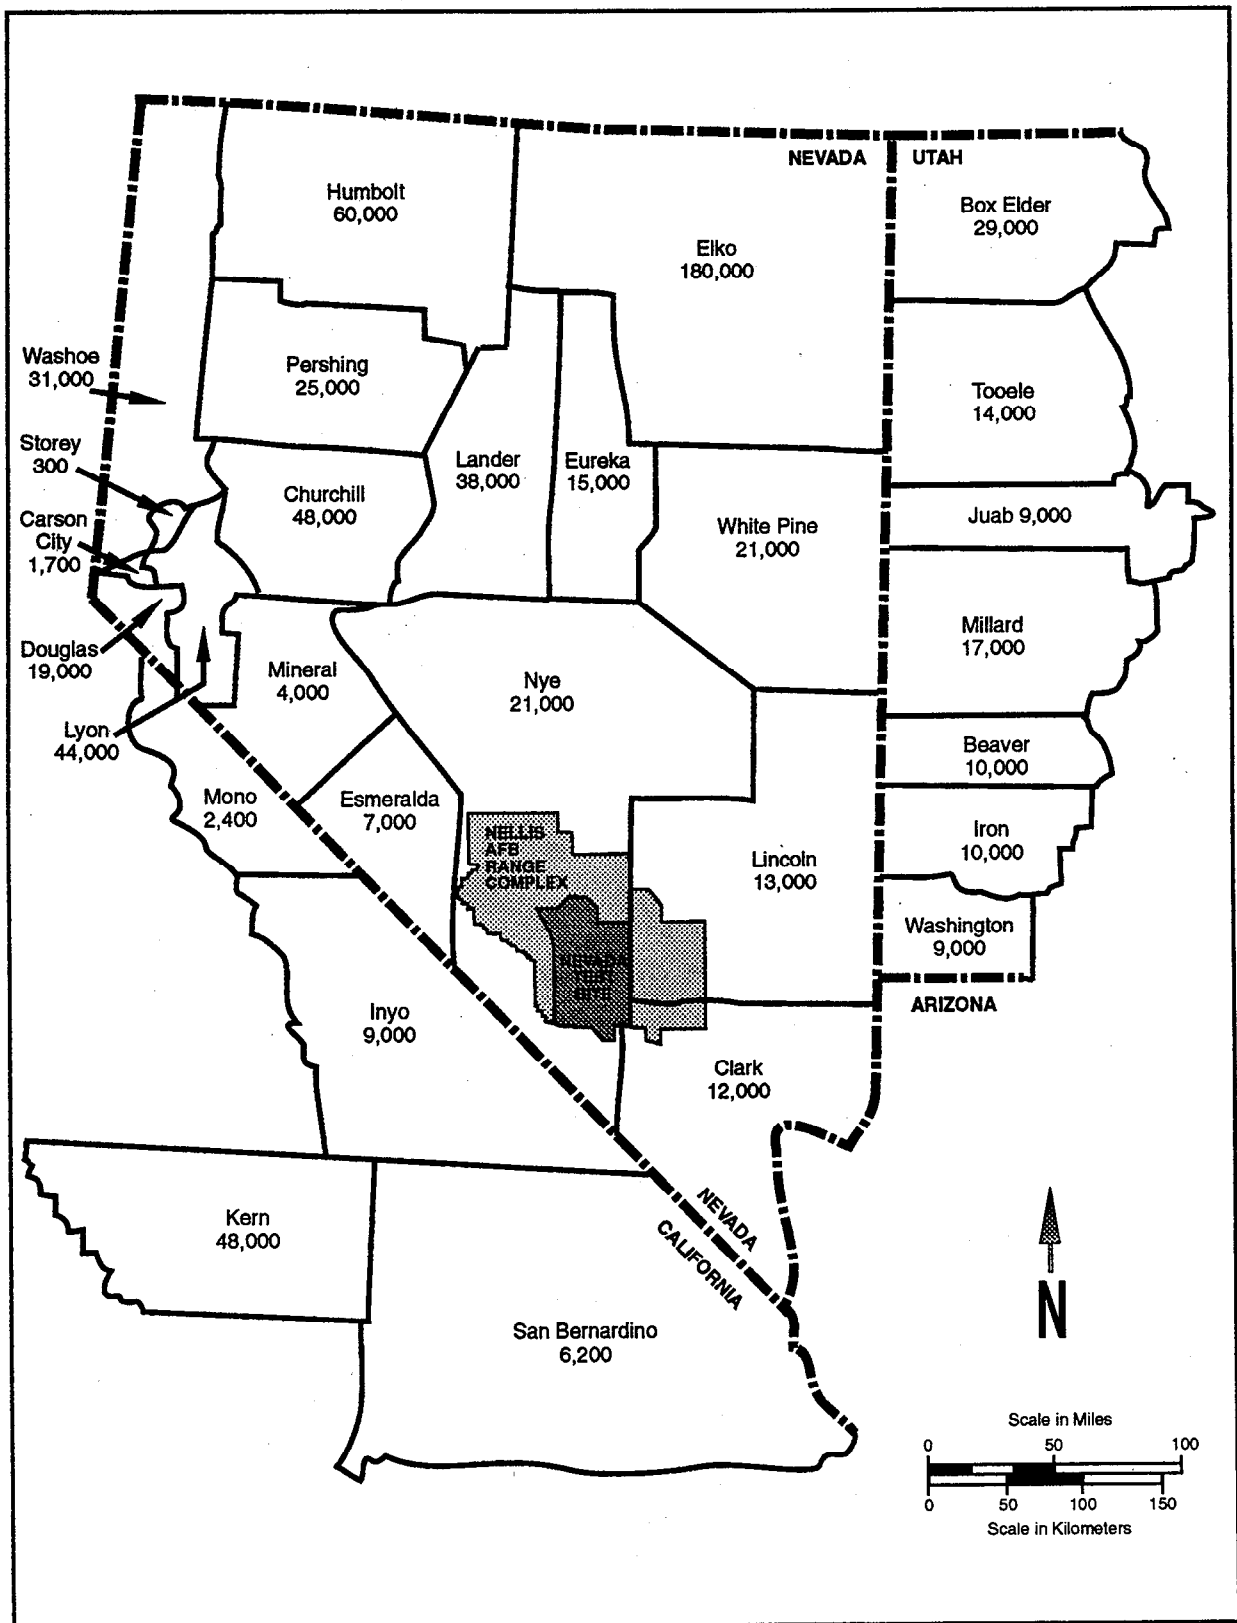 NEVADA
UTAH
Humbolt
60,000
Elko
180,000
Box Elder
29,000
Washoe
31,000
Pershing
25,000
Tooele
14,000
Storey
300
Churchill
48,000
Lander
38,000
Eureka
15,000
White Pine
21,000
Juab 9,000
Carson
City
1,700
Douglas
19,000
Mineral
4,000
Nye
21,000
Millard
17,000
Lyon
44,000
Beaver
10,000
Mono
2,400
Esmeralda
7,000
NELLIS
AFB
RANGE
COMPLEX
Lincoln
13,000
Iron
10,000
Washington
9,000
NEVADA
TEST
SITE
ARIZONA
Inyo
9,000
Clark
12,000
Kern
48,000
NEVADA
CALIFORNIA
San Bernardino
6,200
N
Scale in Miles
0 50 100
0 50 100 150
Scale in Kilometers